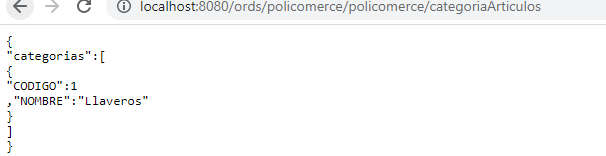 localhost:8080/ords/policomerce/policomerce/categoriaArticulos
{
"categorias":[
{
"CODIGO":1
,"NOMBRE":"Llaveros"
}
]
}